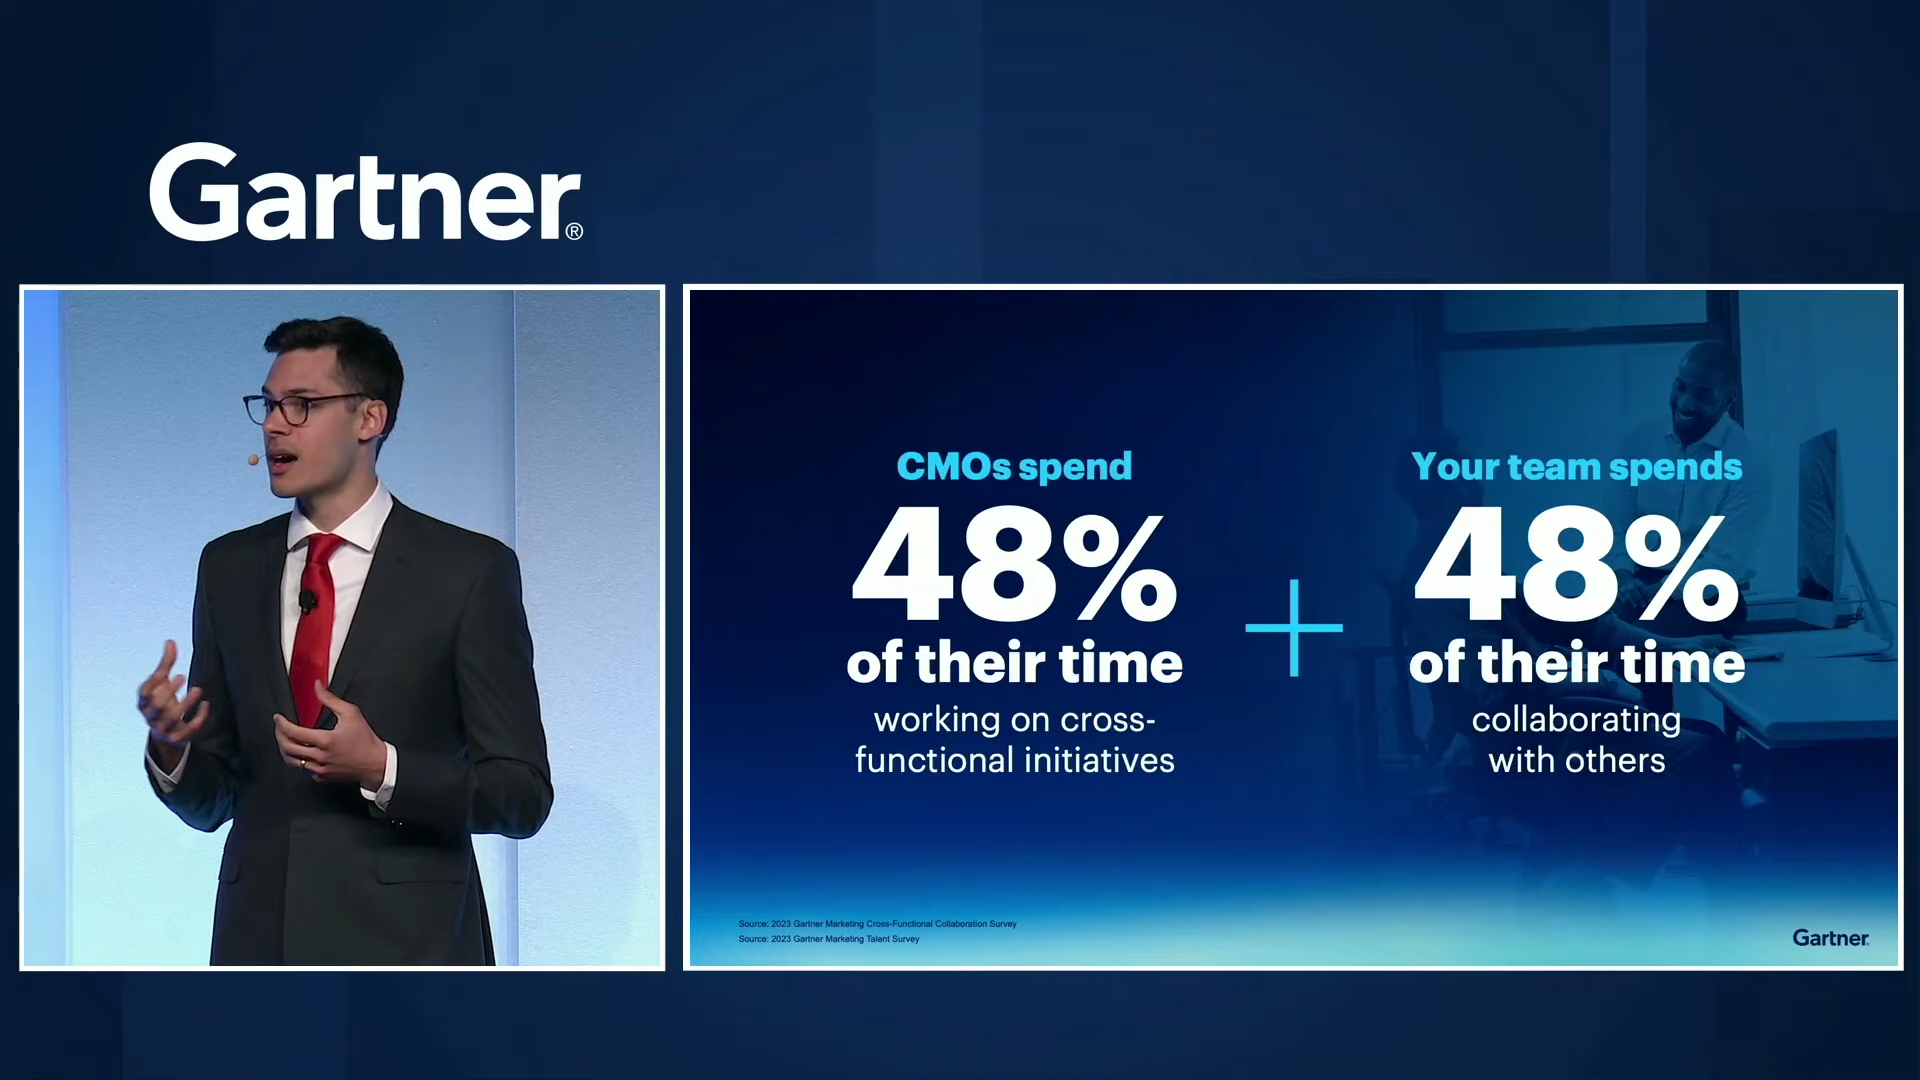 Gartner®
CMOs spend
48%
of their time
working on cross-
functional initiatives
Your team spends
48%
of their time
collaborating
with others
Source: 2023 Gartner Marketing Cross-Functional Collaboration Survey
Source: 2023 Gartner Marketing Talent Survey
Gartner